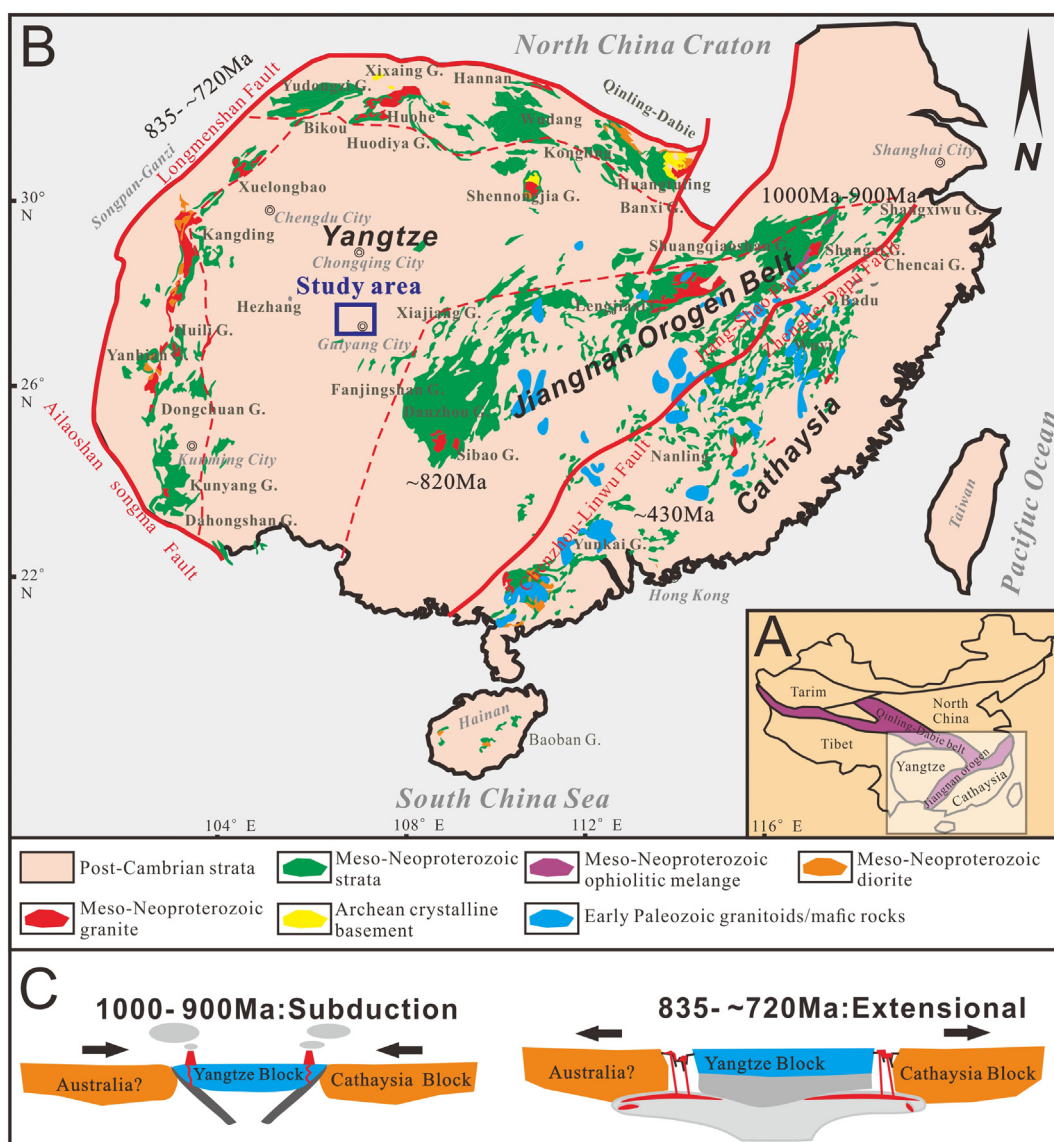 B
North China Craton
N
835- ~720Ma
Longmenshan Fault
Songpan-Ganzi
Yudongxi G.
Xixaing G.
Hannan
Qinling-Dabie
Bikou
Huohe
Huodiya G.
Wudang
Shanghai City
Xuelongbao
Shennongjia G.
Banxi G.
1000Ma-900Ma
Shangxiwu G.
30°
N
Chengdu City
Kangding
Yangtze
Chongqing City
Chencai G.
Study area
Hezhang
Xiajiang G.
Badu
Guiyang City
Huili G.
Jiangnan Orogen Belt
26°
N
Fanjingshan G.
Danzhou G.
Dongchuan G.
Cathaysia
Kunming City
Sibao G.
Nanling
Ailaoshan
songma Fault
Kunyang G.
~820Ma
Dahongshan G.
~430Ma
Yunkai G.
Taiwan
Pacifuc Ocean
22°
N
Hong Kong
Hainan
Baoban G.
South China Sea
104° E
108° E
112° E
116° E
A
Tarim
North
China
Qinling-Dabie belt
Tibet
Yangtze
Jiangnan orogen
Cathaysia
Post-Cambrian strata
Meso-Neoproterozoic
strata
Meso-Neoproterozoic
ophiolitic melange
Meso-Neoproterozoic
diorite
Meso-Neoproterozoic
granite
Archean crystalline
basement
Early Paleozoic granitoids/mafic rocks
C
1000- 900Ma:Subduction
Australia?
Yangtze Block
Cathaysia Block
835- ~720Ma:Extensional
Australia?
Yangtze Block
Cathaysia Block